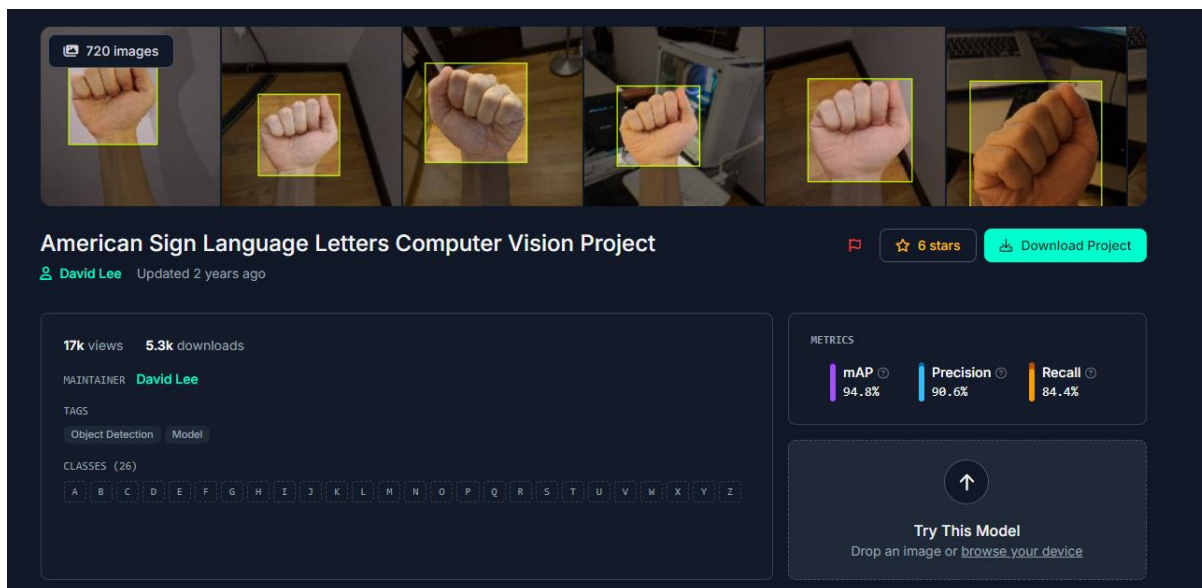 720 images
American Sign Language Letters Computer Vision Project
6 stars
Download Project
David Lee Updated 2 years ago
17k views 5.3k downloads
MAINTAINER David Lee
TAGS
Object Detection Model
CLASSES (26)
A B C D E F G H I J K L M N O P Q R S T U V W X Y Z
METRICS
mAP Precision Recall
94.8% 90.6% 84.4%
Try This Model
Drop an image or browse your device